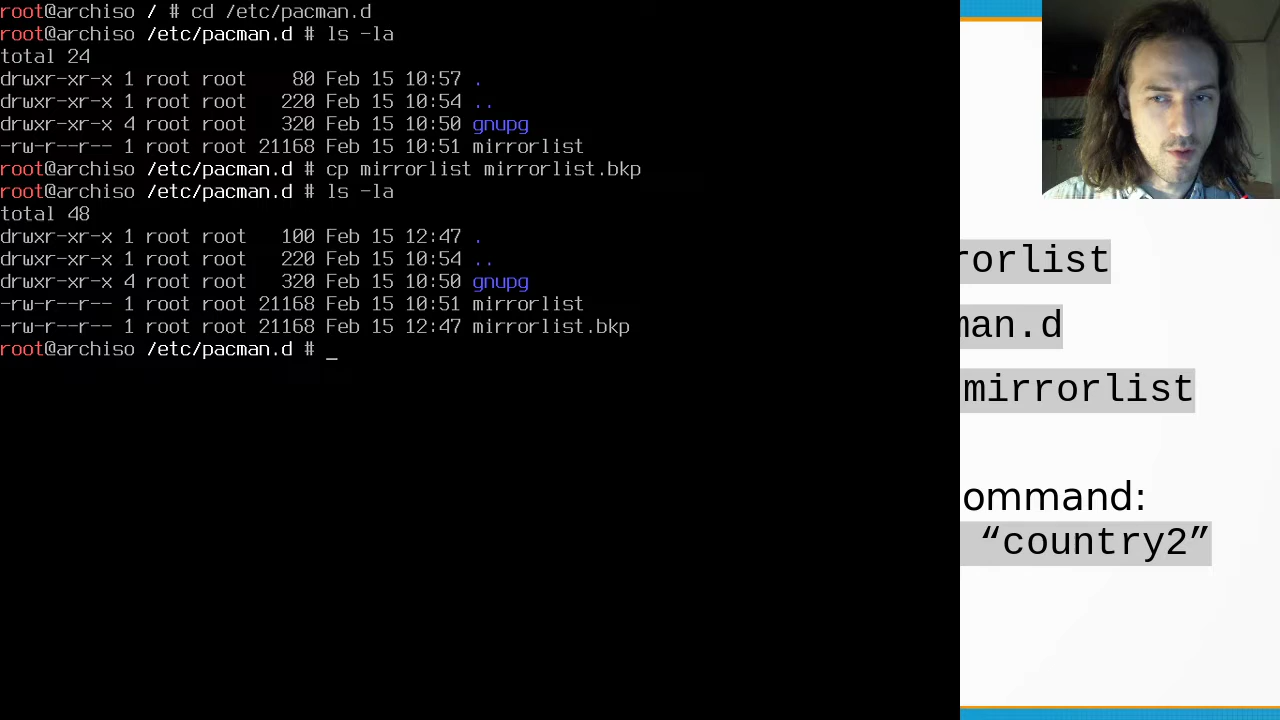 root@archiso / # cd /etc/pacman.d
root@archiso /etc/pacman.d # ls -la
total 24
drwxr-xr-x 1 root root    80 Feb 15 10:57 .
drwxr-xr-x 1 root root   220 Feb 15 10:54 ..
drwxr-xr-x 4 root root   320 Feb 15 10:50 gnupg
-rw-r--r-- 1 root root 21168 Feb 15 10:51 mirrorlist
root@archiso /etc/pacman.d # cp mirrorlist mirrorlist.bkp
root@archiso /etc/pacman.d # ls -la
total 48
drwxr-xr-x 1 root root   100 Feb 15 12:47 .
drwxr-xr-x 1 root root   220 Feb 15 10:54 ..
drwxr-xr-x 4 root root   320 Feb 15 10:50 gnupg
-rw-r--r-- 1 root root 21168 Feb 15 10:51 mirrorlist
-rw-r--r-- 1 root root 21168 Feb 15 12:47 mirrorlist.bkp
root@archiso /etc/pacman.d # _
rorlist
man.d
mirrorlist
ommand:
“country2”